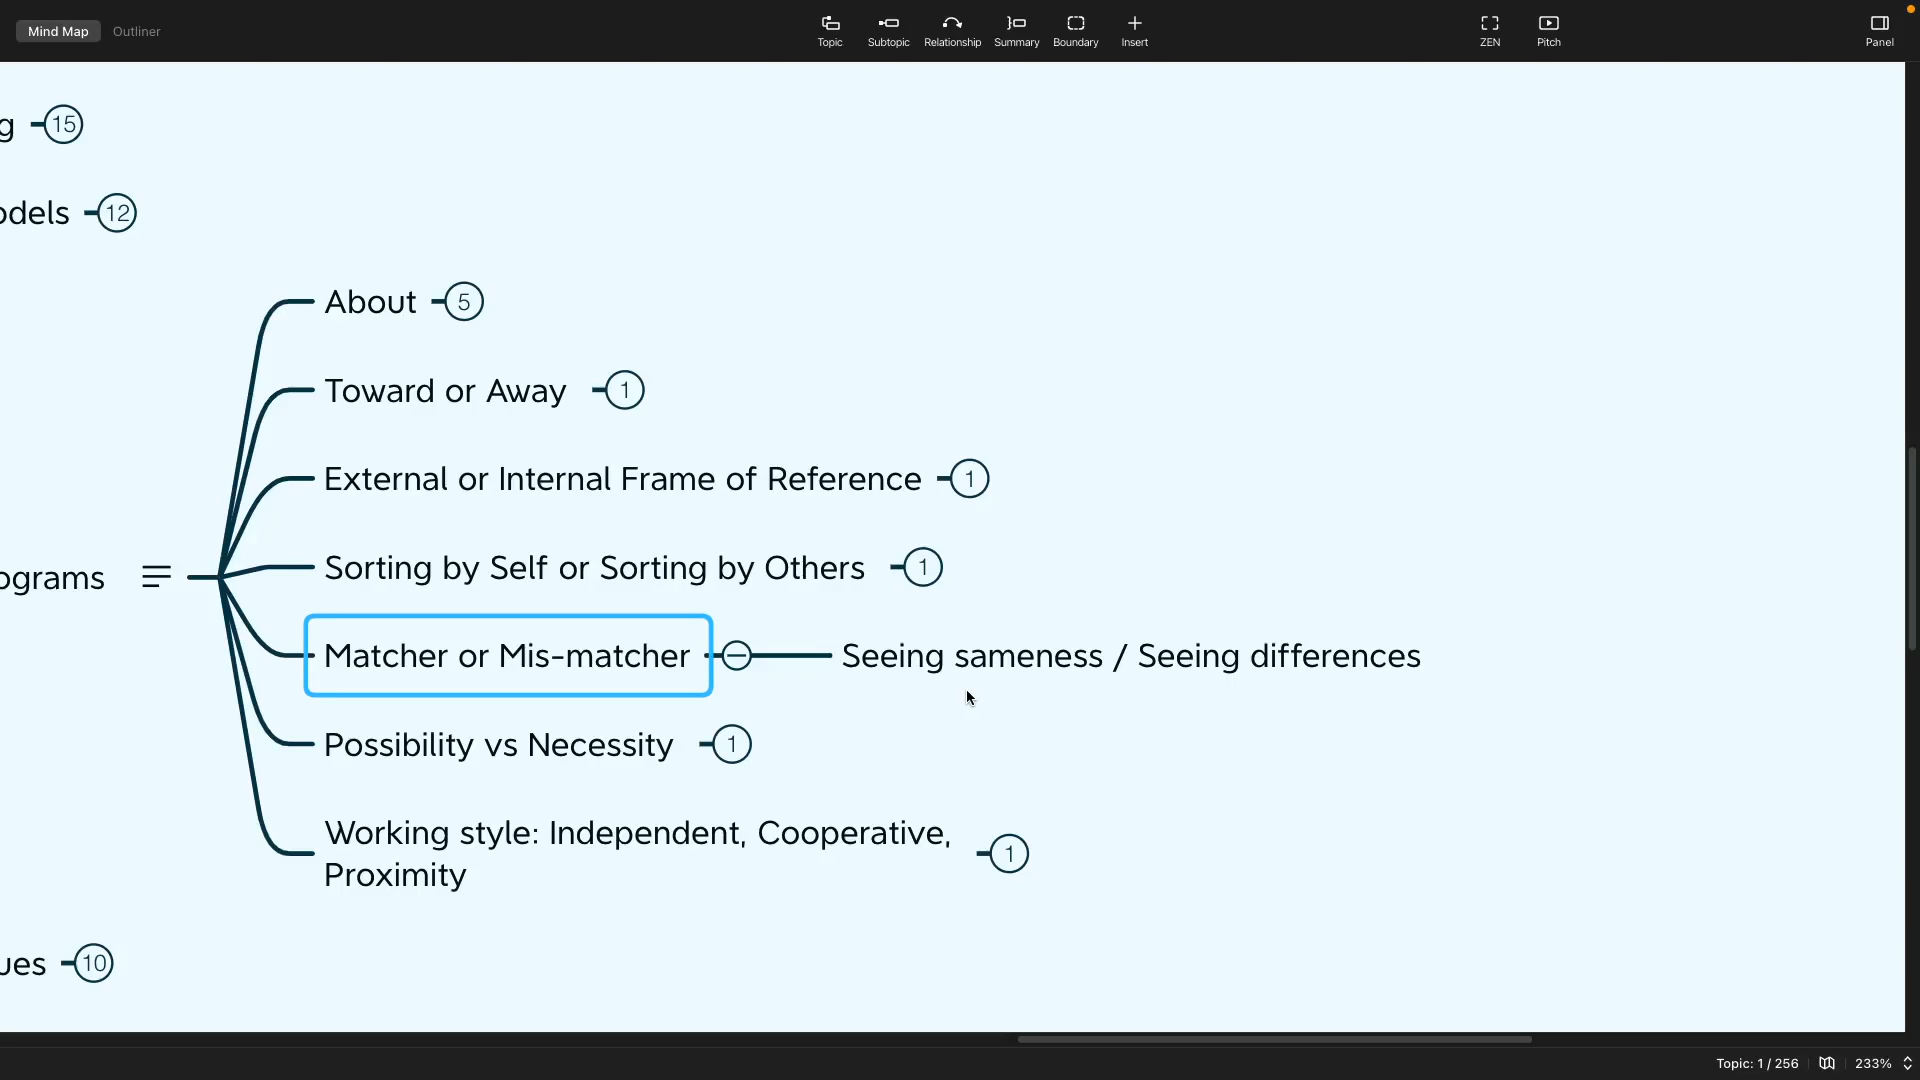 Mind Map
Outliner
Topic
Subtopic
Relationship
Summary
Boundary
Insert
ZEN
Pitch
Panel
g
15
odels
12
About
5
Toward or Away
1
External or Internal Frame of Reference
1
Sorting by Self or Sorting by Others
1
ograms
Matcher or Mis-matcher
Seeing sameness / Seeing differences
Possibility vs Necessity
1
Working style: Independent, Cooperative,
Proximity
1
ues
10
Topic: 1 / 256
233%